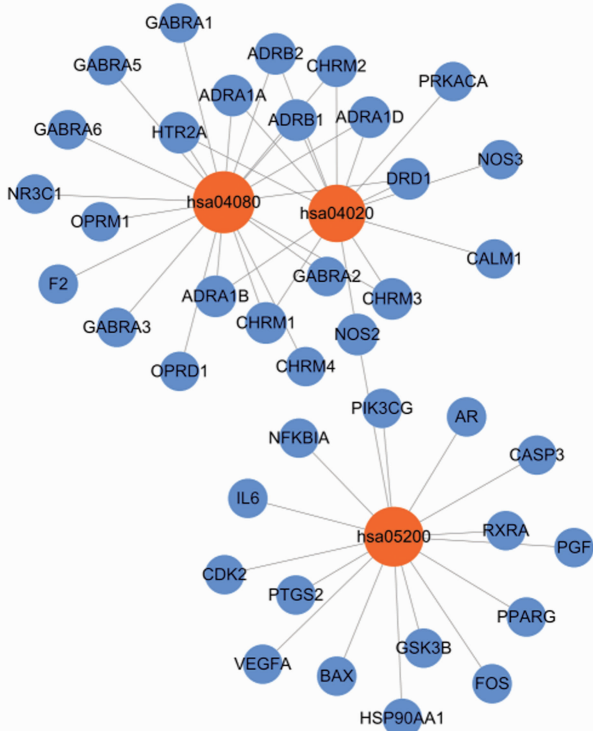 GABRA1
ADRB2
GABRA5
CHRM2
PRKACA
ADRA1A
GABRA6
HTR2A
ADRB1
ADRA1D
NOS3
DRD1
NR3C1
hsa04080
hsa04020
OPRM1
CALM1
F2
ADRA1B
GABRA2
CHRM3
GABRA3
CHRM1
NOS2
OPRD1
CHRM4
PIK3CG
AR
NFKBIA
CASP3
IL6
hsa05200
RXRA
PGF
CDK2
PTGS2
PPARG
VEGFA
BAX
GSK3B
FOS
HSP90AA1